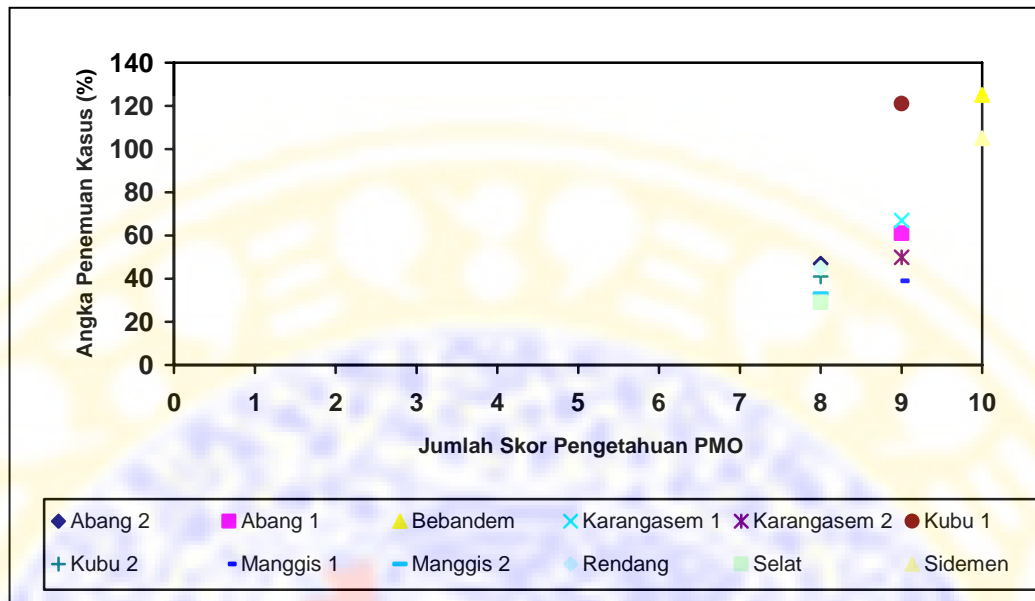 Angka Penemuan Kasus (%)
140
120
100
80
60
40
20
0
0 1 2 3 4 5 6 7 8 9 10
Jumlah Skor Pengetahuan PMO
Abang 2 Abang 1 Bebandem Karangasem 1 Karangasem 2 Kubu 1
Kubu 2 Manggis 1 Manggis 2 Rendang Selat Sidemen